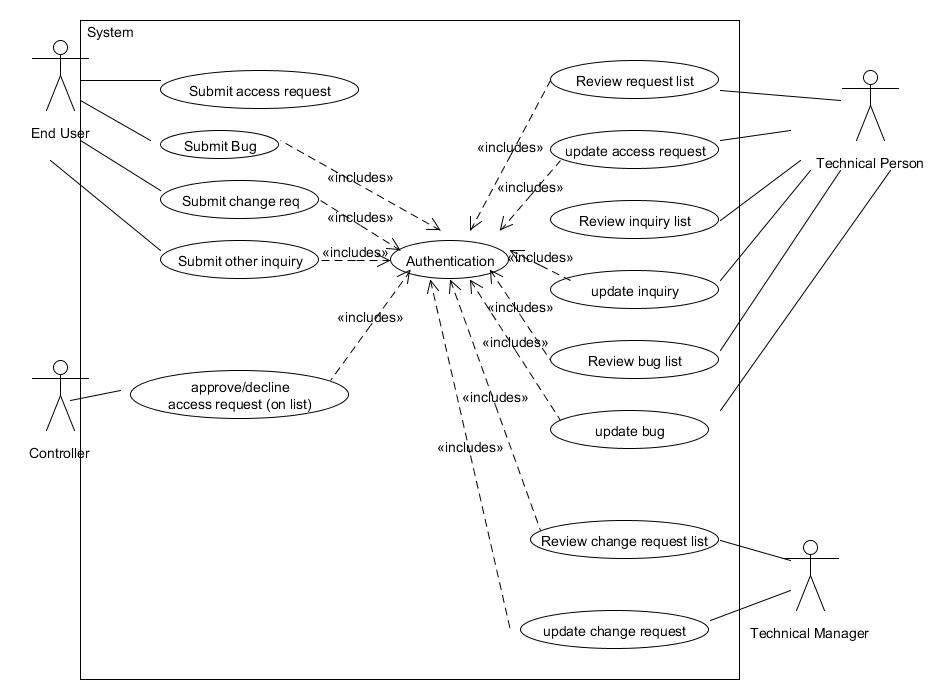 System
Submit access request
Review request list
End User
Submit Bug
«includes»
update access request
Technical Person
«includes»
«includes»
Submit change req
«includes»
Review inquiry list
Submit other inquiry
«includes»
Authentication
«includes»
update inquiry
«includes»
«includes»
«includes»
Review bug list
approve/decline
access request (on list)
«includes»
update bug
Controller
«includes»
Review change request list
update change request
Technical Manager